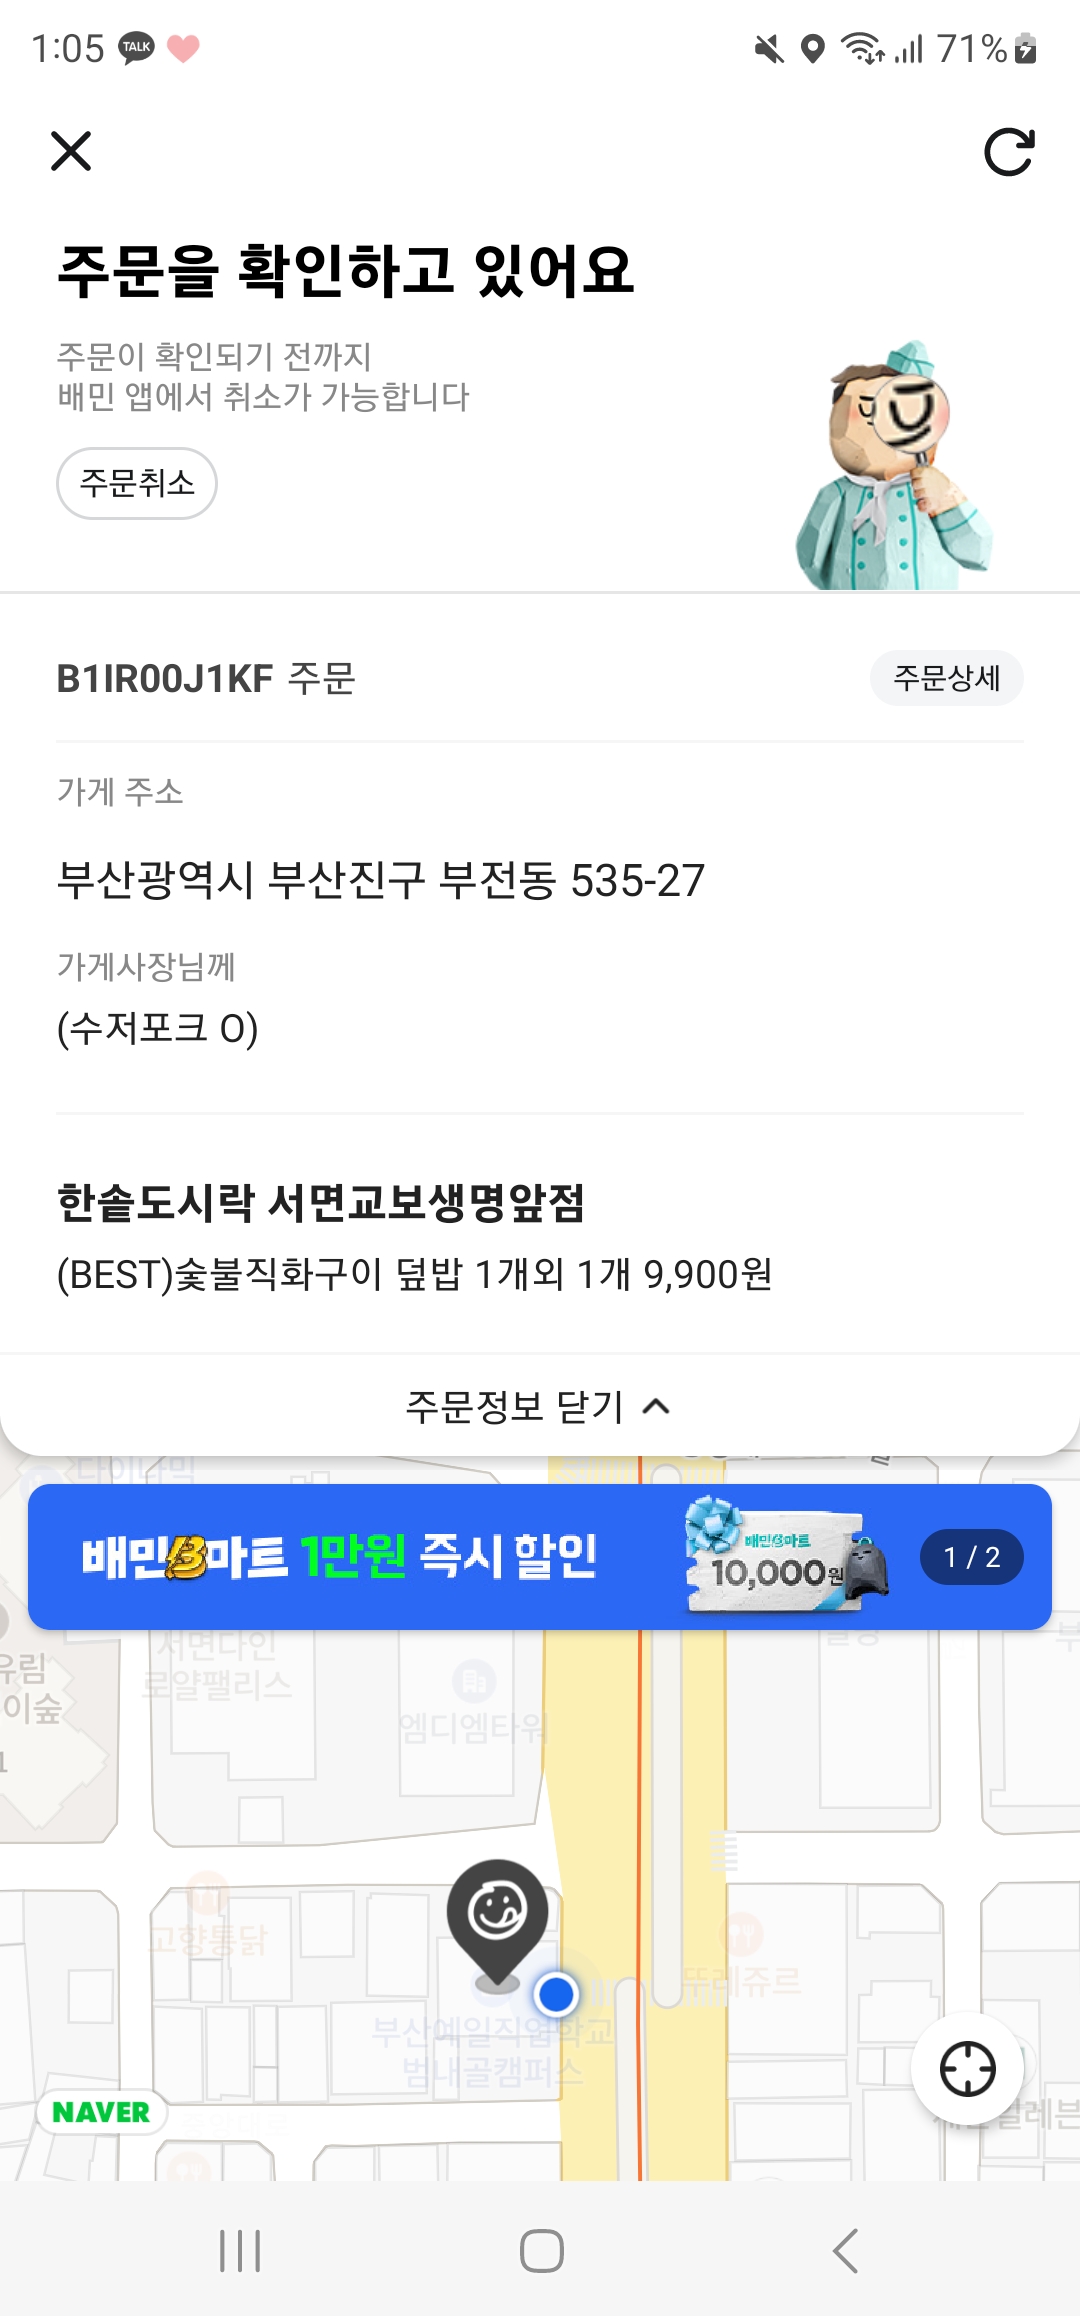 1:05 TALK 71%
주문을 확인하고 있어요
주문이 확인되기 전까지
배민 앱에서 취소가 가능합니다
주문취소
B1IR00J1KF 주문
주문상세
가게 주소
부산광역시 부산진구 부전동 535-27
가게사장님께
(수저포크 O)
한솥도시락 서면교보생명앞점
(BEST)숯불직화구이 덮밥 1개외 1개 9,900원
주문정보 닫기
다이나믹
배민B마트 1만원 즉시 할인
배민B마트
10,000원
1 / 2
서면다인
로얄팰리스
유림
이숲
엠디엠타워
고향통닭
뚜레쥬르
부산예일직업학교
범내골캠퍼스
NAVER